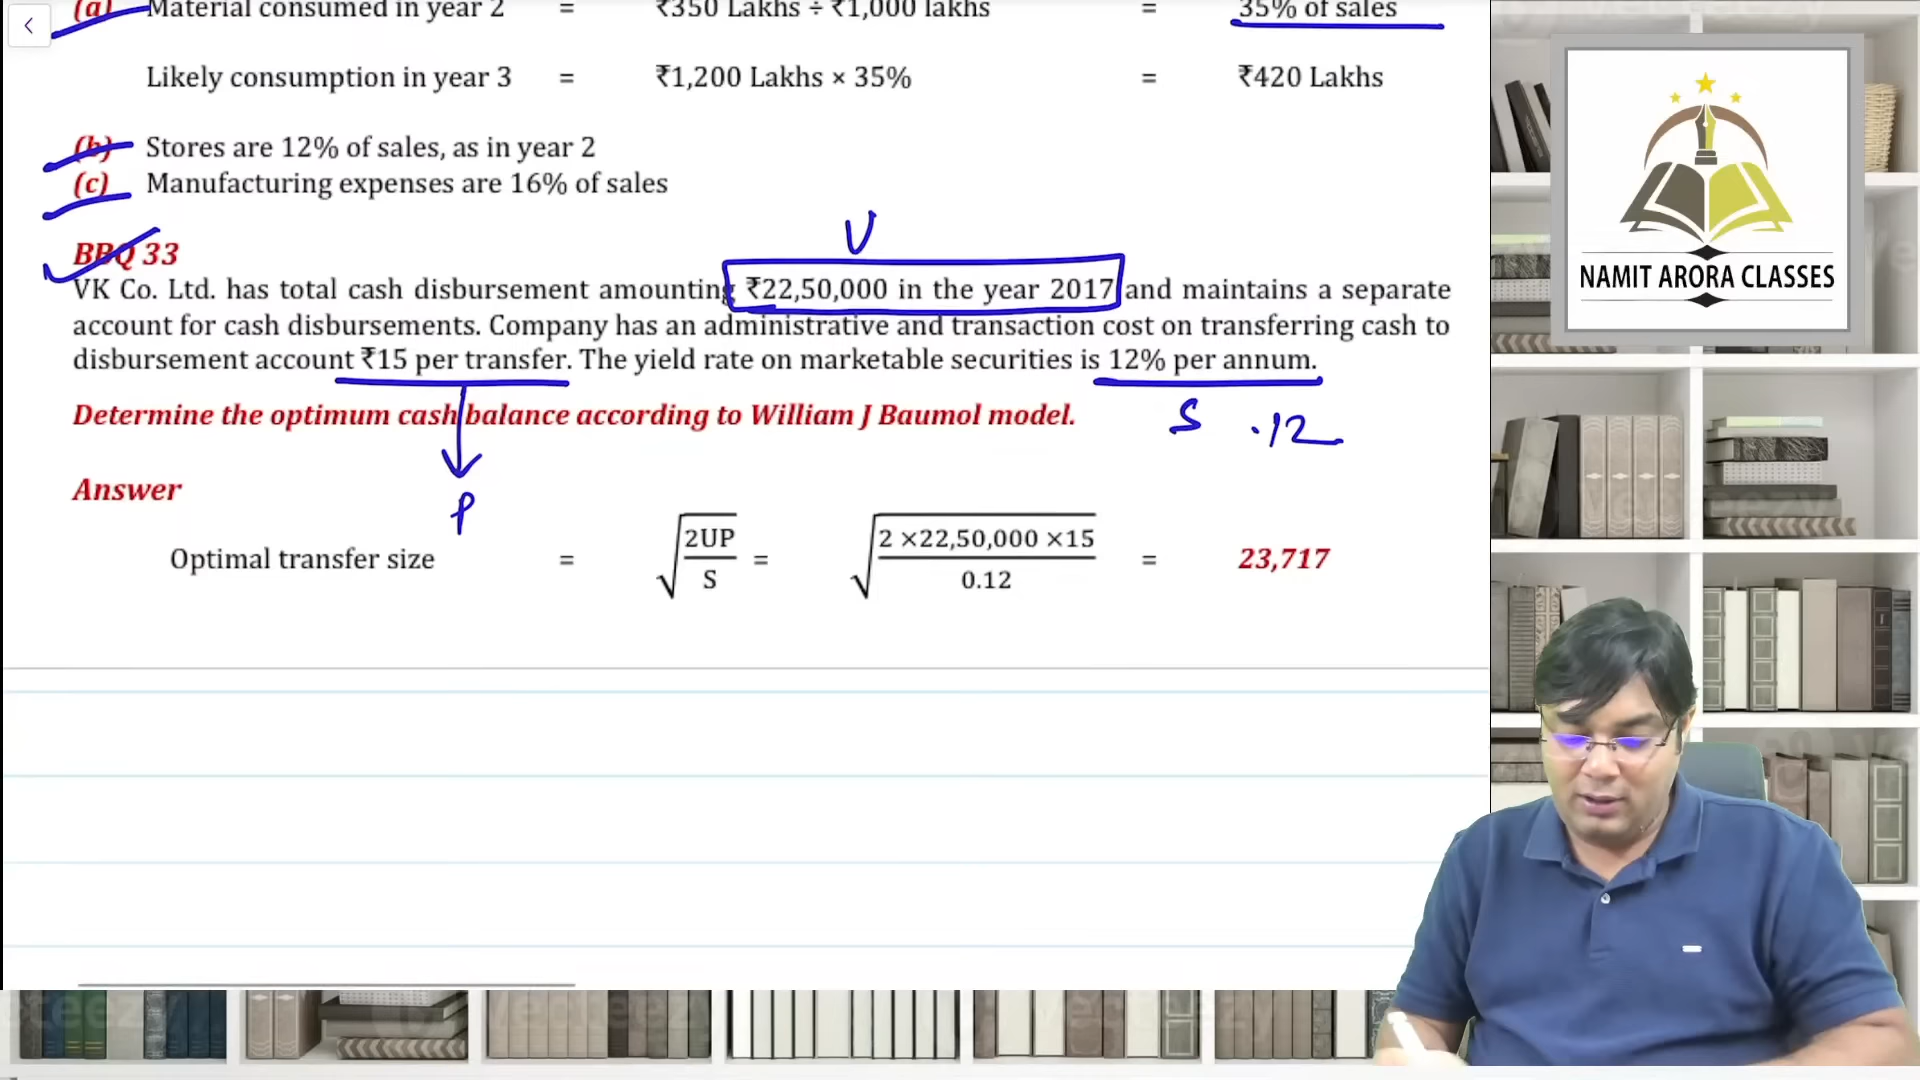 (a) Material consumed in year 2 = ₹350 Lakhs ÷ ₹1,000 lakhs = 35% of sales
Likely consumption in year 3 = ₹1,200 Lakhs × 35% = ₹420 Lakhs
(b) Stores are 12% of sales, as in year 2
(c) Manufacturing expenses are 16% of sales
U
BBQ 33
VK Co. Ltd. has total cash disbursement amounting ₹22,50,000 in the year 2017 and maintains a separate
account for cash disbursements. Company has an administrative and transaction cost on transferring cash to
disbursement account ₹15 per transfer. The yield rate on marketable securities is 12% per annum.
Determine the optimum cash balance according to William J Baumol model.
S .12
Answer
P
Optimal transfer size = √(2UP/S) = √(2 ×22,50,000 ×15/0.12) = 23,717
NAMIT ARORA CLASSES